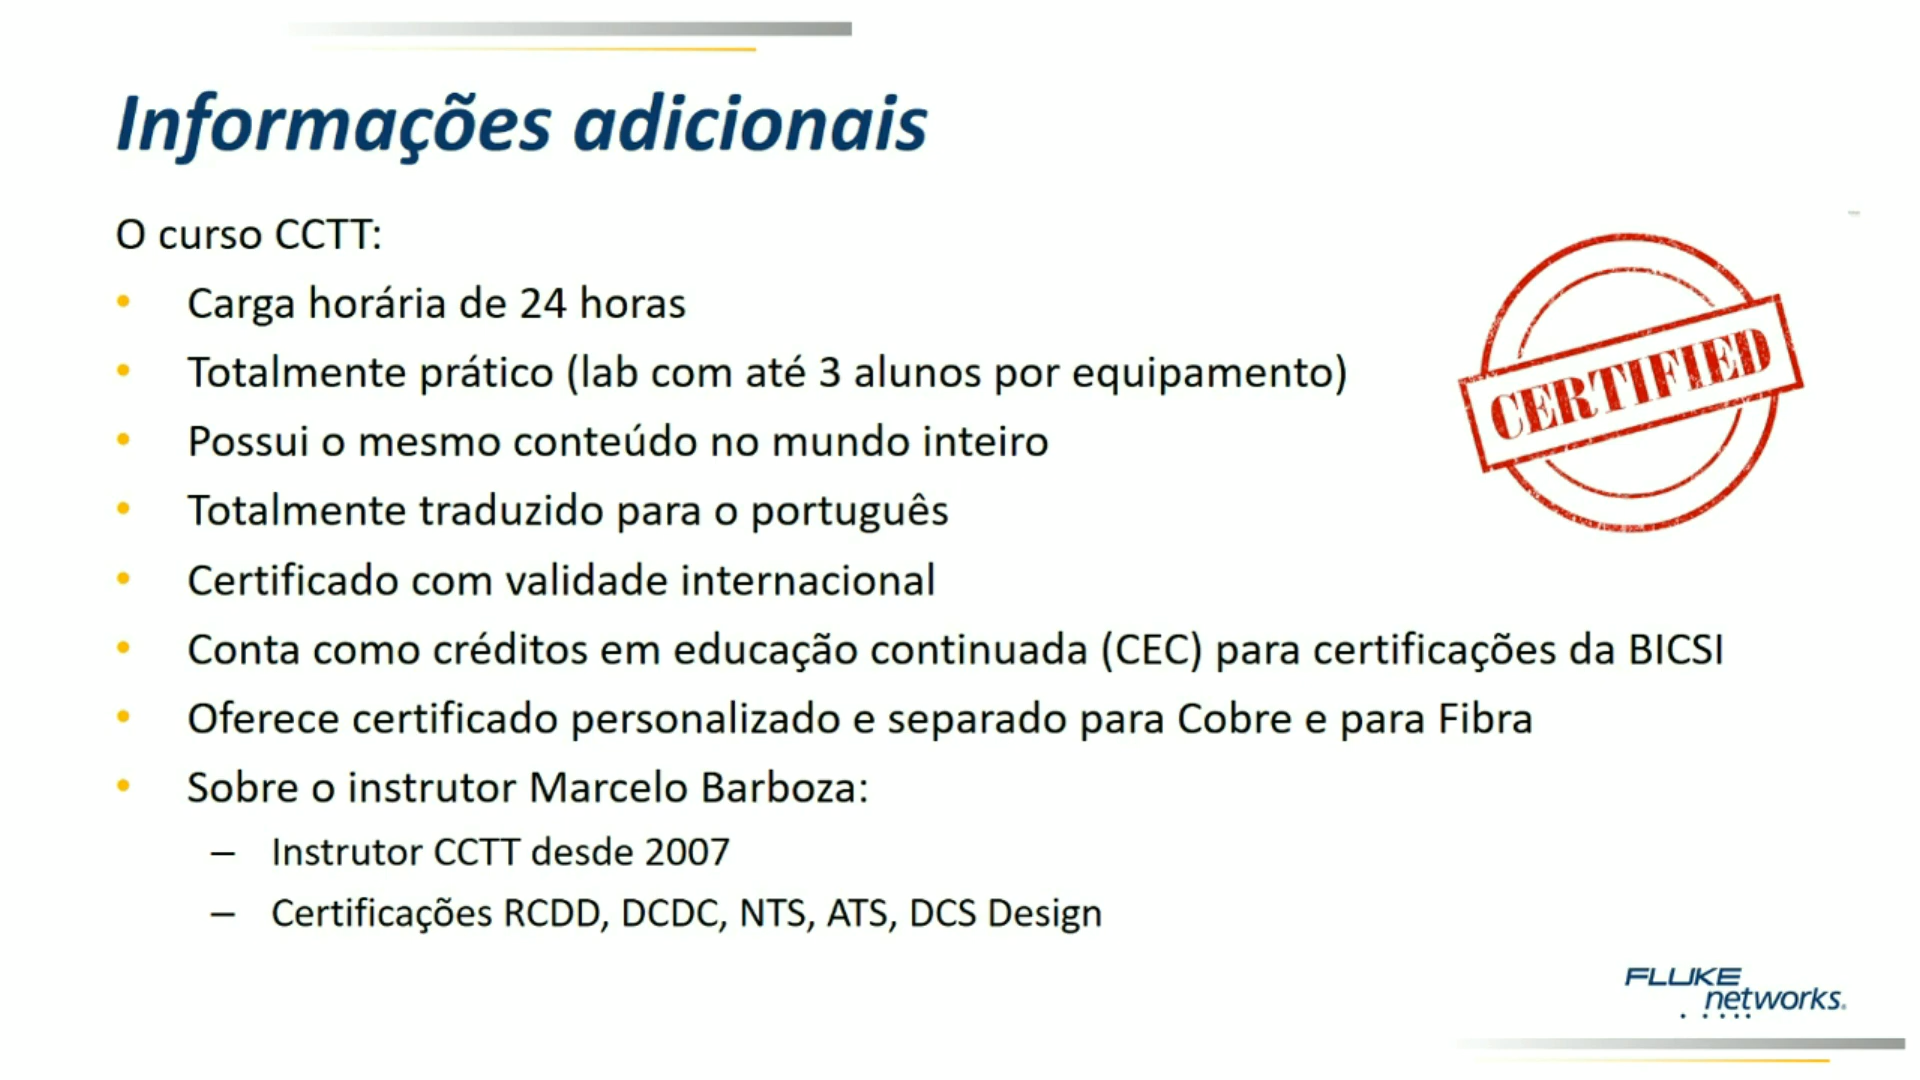 Informações adicionais
O curso CCTT:
• Carga horária de 24 horas
• Totalmente prático (lab com até 3 alunos por equipamento)
• Possui o mesmo conteúdo no mundo inteiro
• Totalmente traduzido para o português
• Certificado com validade internacional
• Conta como créditos em educação continuada (CEC) para certificações da BICSI
• Oferece certificado personalizado e separado para Cobre e para Fibra
• Sobre o instrutor Marcelo Barboza:
– Instrutor CCTT desde 2007
– Certificações RCDD, DCDC, NTS, ATS, DCS Design
CERTIFIED
FLUKE
networks.